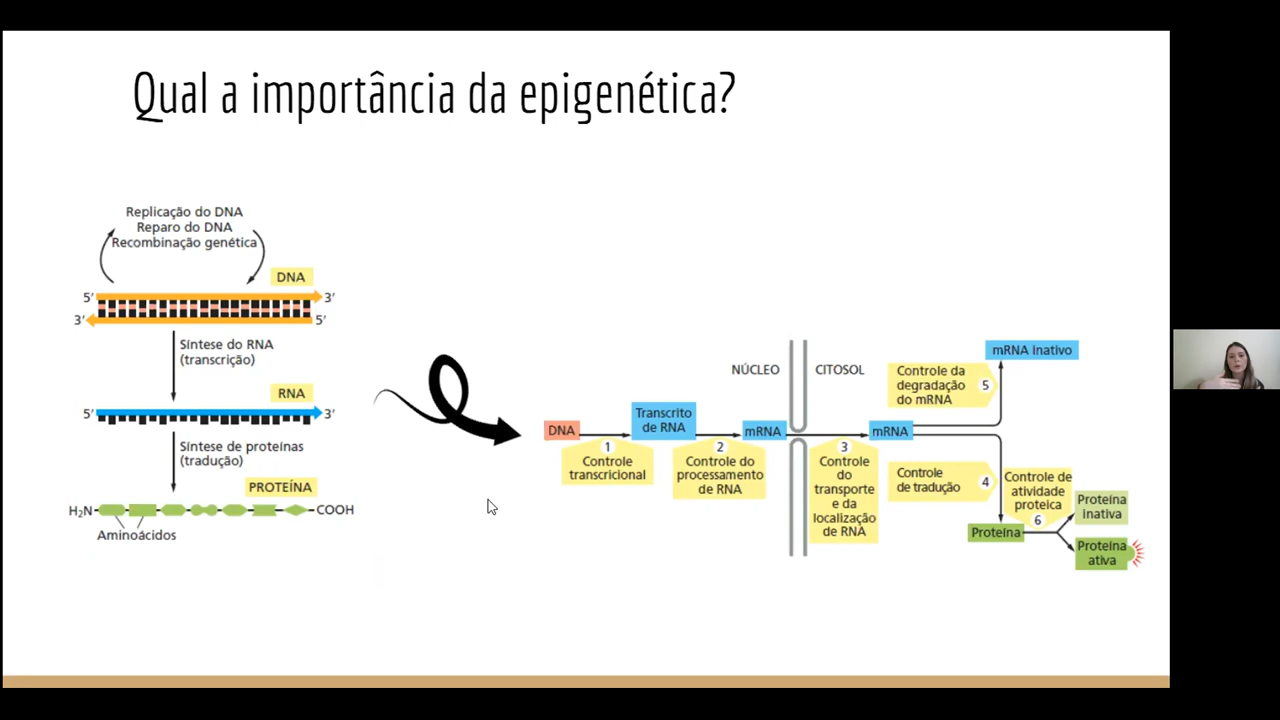 Qual a importância da epigenética?
Replicação do DNA
Reparo do DNA
Recombinação genética
DNA
5’
3’
3’
5’
Síntese do RNA
(transcrição)
RNA
5’
3’
Síntese de proteínas
(tradução)
PROTEÍNA
H₂N
COOH
Aminoácidos
NÚCLEO
CITOSOL
DNA
Transcrito
de RNA
mRNA
mRNA
mRNA inativo
1
Controle
transcricional
2
Controle do
processamento
de RNA
3
Controle
do
transporte
e da
localização
de RNA
Controle da
degradação
do mRNA
5
Controle
de tradução
4
Controle de
atividade
proteica
6
Proteína
Proteína
inativa
Proteína
ativa